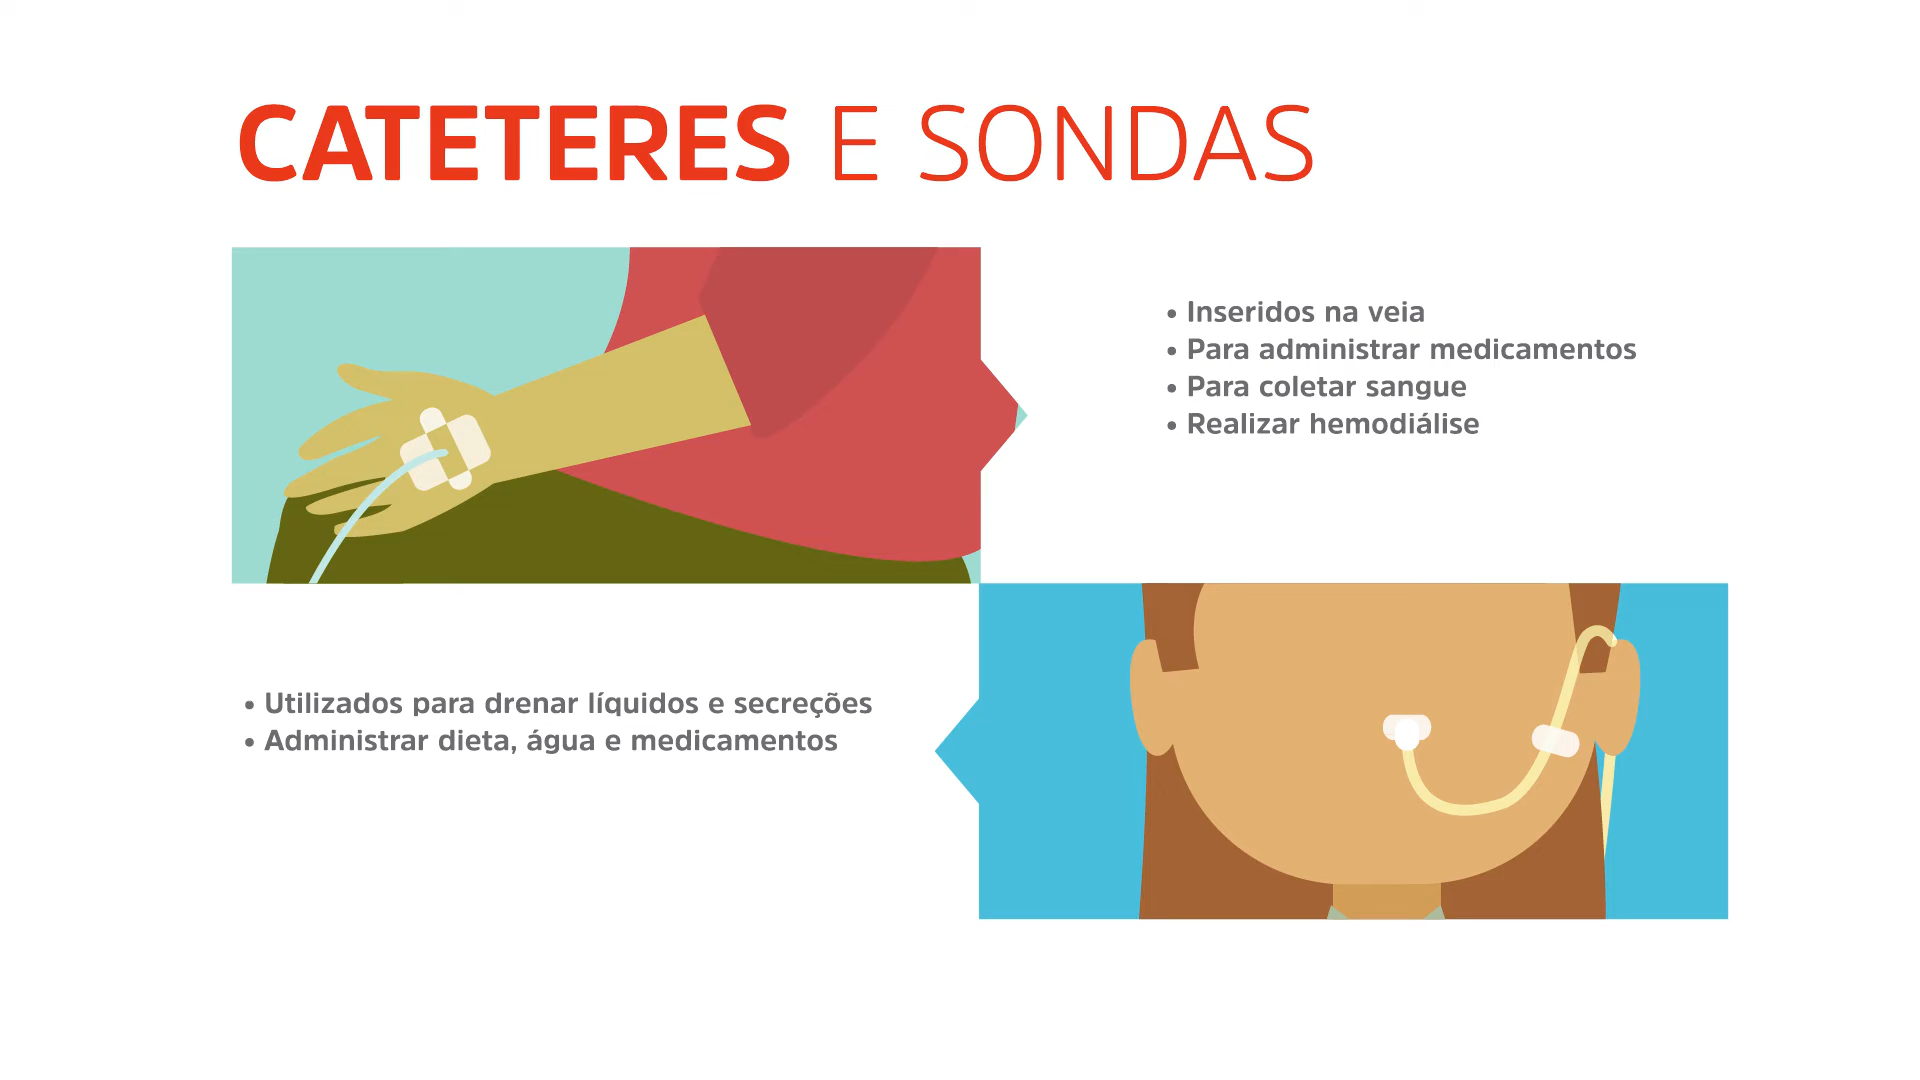 CATETERES E SONDAS
• Inseridos na veia
• Para administrar medicamentos
• Para coletar sangue
• Realizar hemodiálise
• Utilizados para drenar líquidos e secreções
• Administrar dieta, água e medicamentos